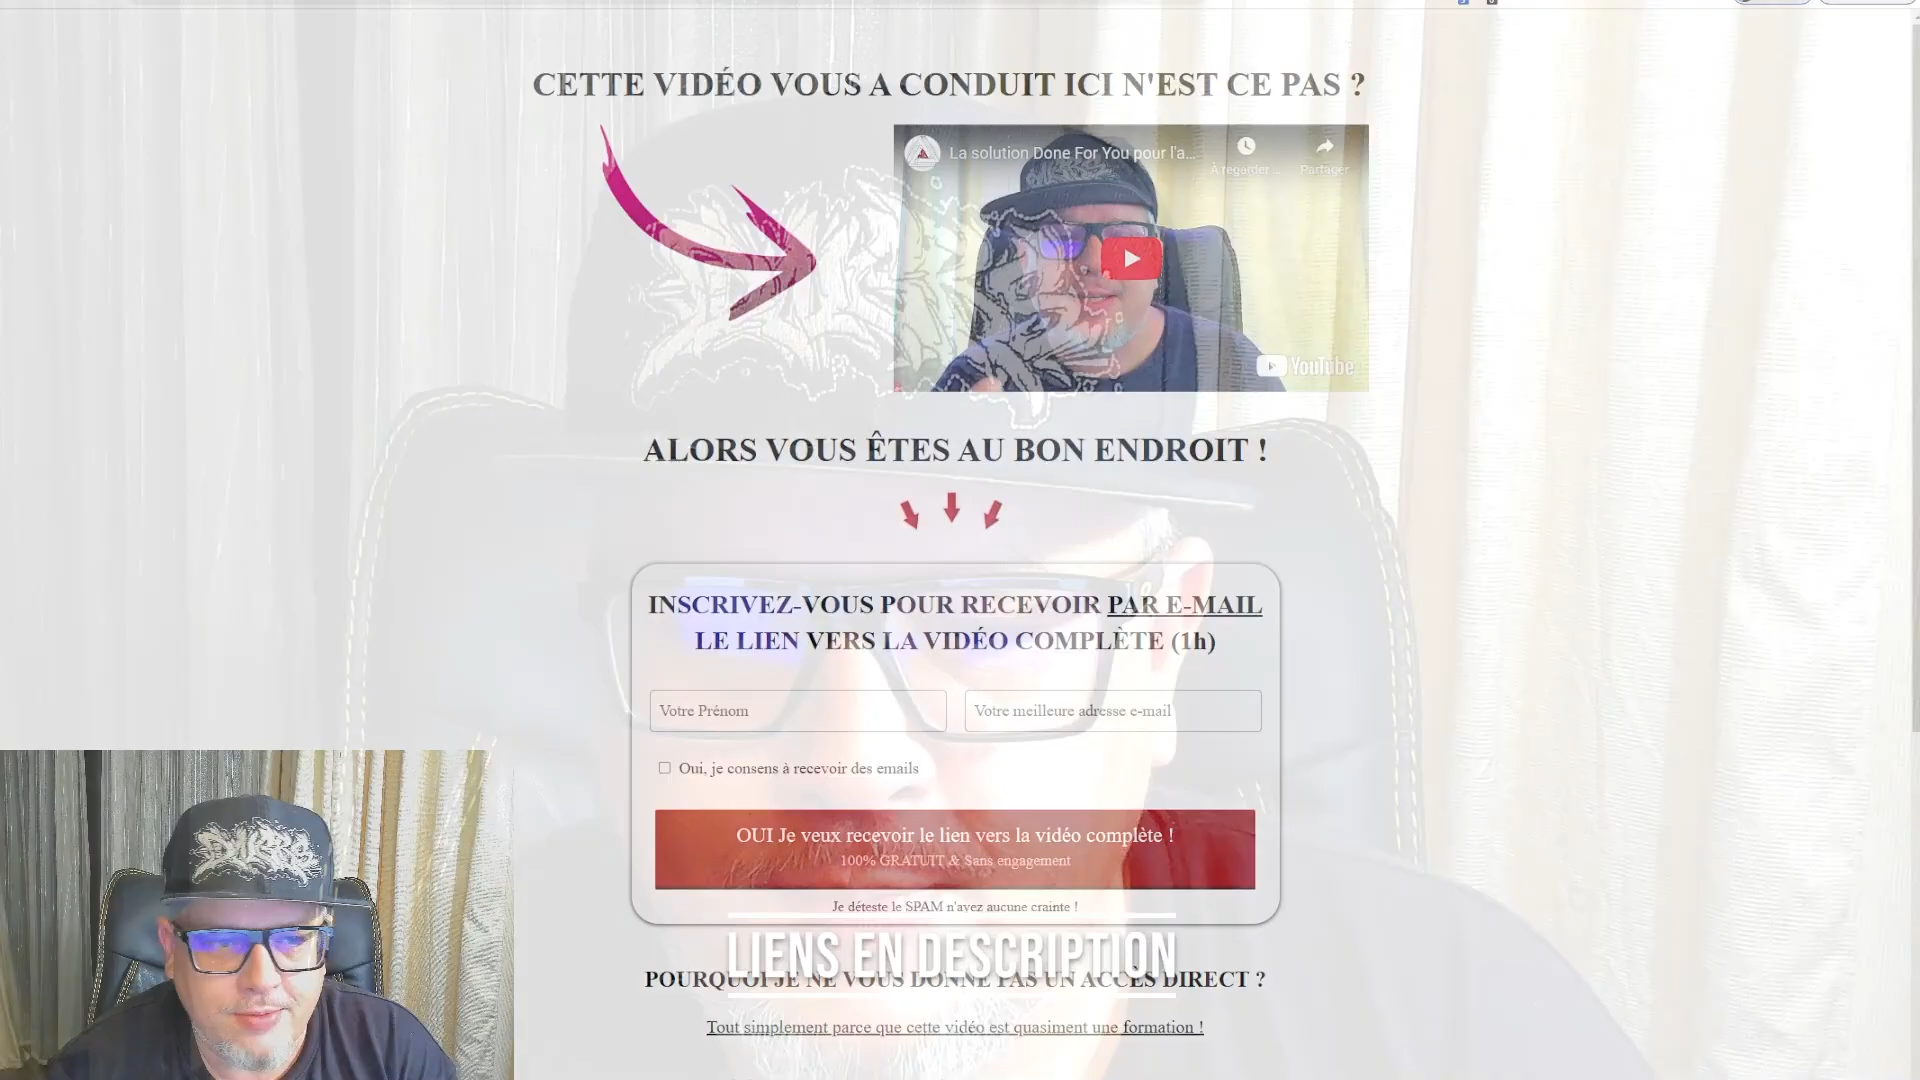 CETTE VIDÉO VOUS A CONDUIT ICI N'EST CE PAS ?
La solution Done For You pour l'a...
À regarder ...
Partager
YouTube
ALORS VOUS ÊTES AU BON ENDROIT !
INSCRIVEZ-VOUS POUR RECEVOIR PAR E-MAIL
LE LIEN VERS LA VIDÉO COMPLÈTE (1h)
Votre Prénom
Votre meilleure adresse e-mail
Oui, je consens à recevoir des emails
OUI Je veux recevoir le lien vers la vidéo complète !
100% GRATUIT & Sans engagement
Je déteste le SPAM n'ayez aucune crainte !
LIENS EN DESCRIPTION
POURQUOI JE NE VOUS DONNE PAS UN ACCÈS DIRECT ?
Tout simplement parce que cette vidéo est quasiment une formation !